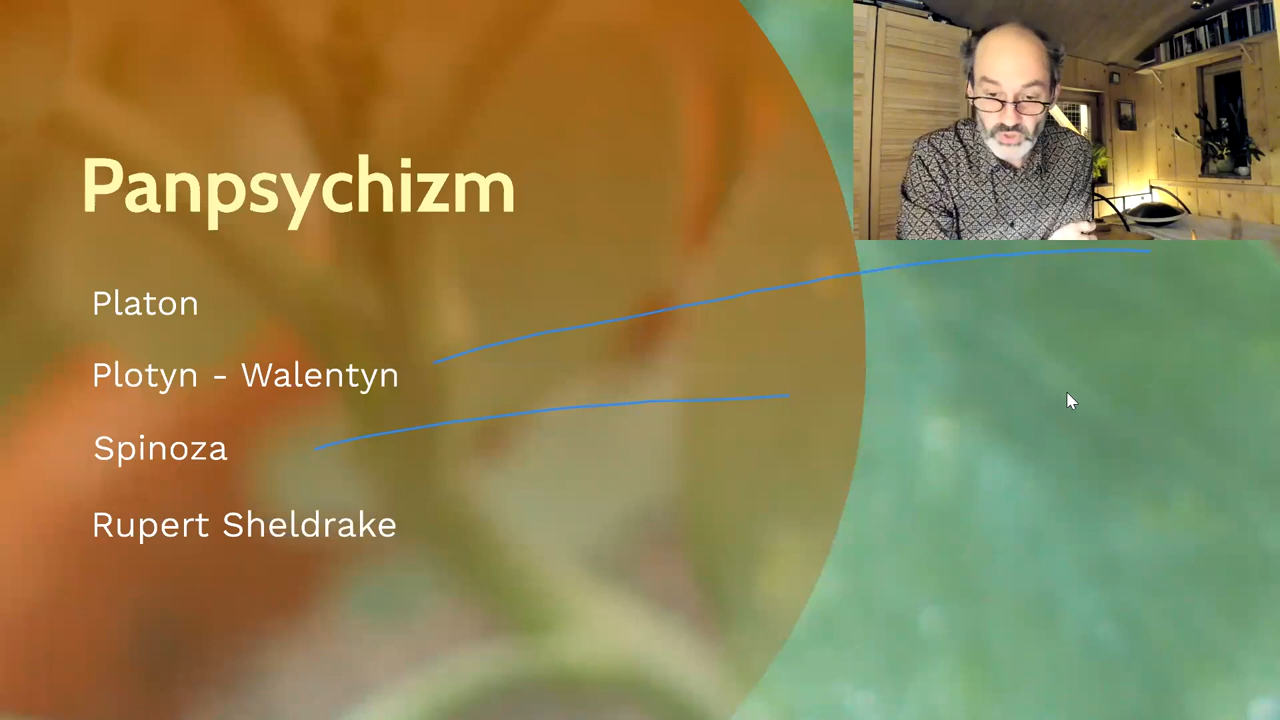 Panpsychizm
Platon
Plotyn - Walentyn
Spinoza
Rupert Sheldrake